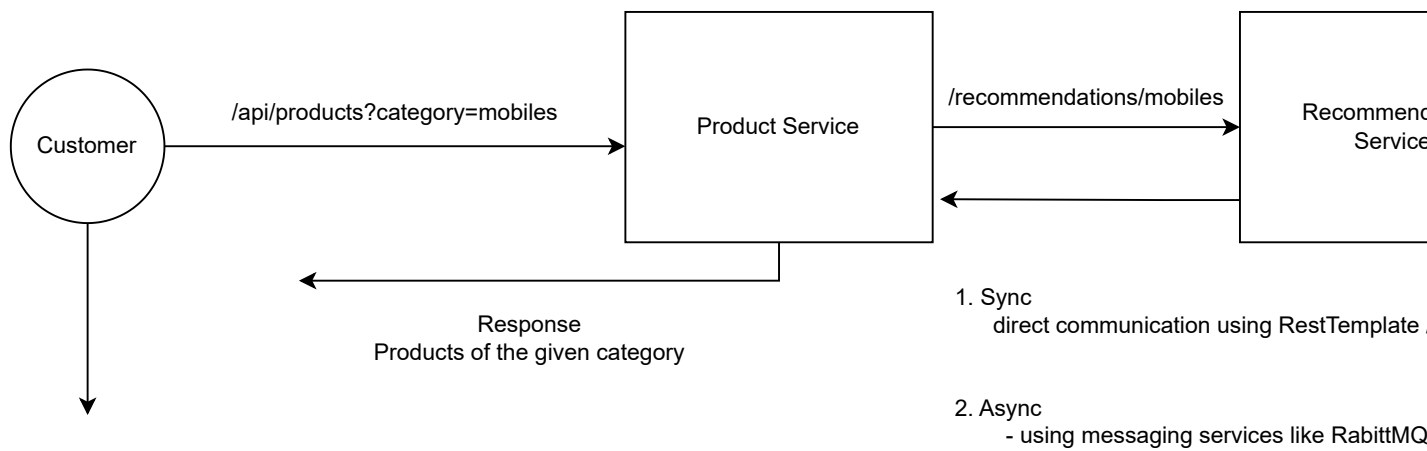 /api/products?category=mobiles
Customer
Product Service
/recommendations/mobiles
Service
Response
Products of the given category
1. Sync
direct communication using RestTemplate
2. Async
- using messaging services like RabittMQ